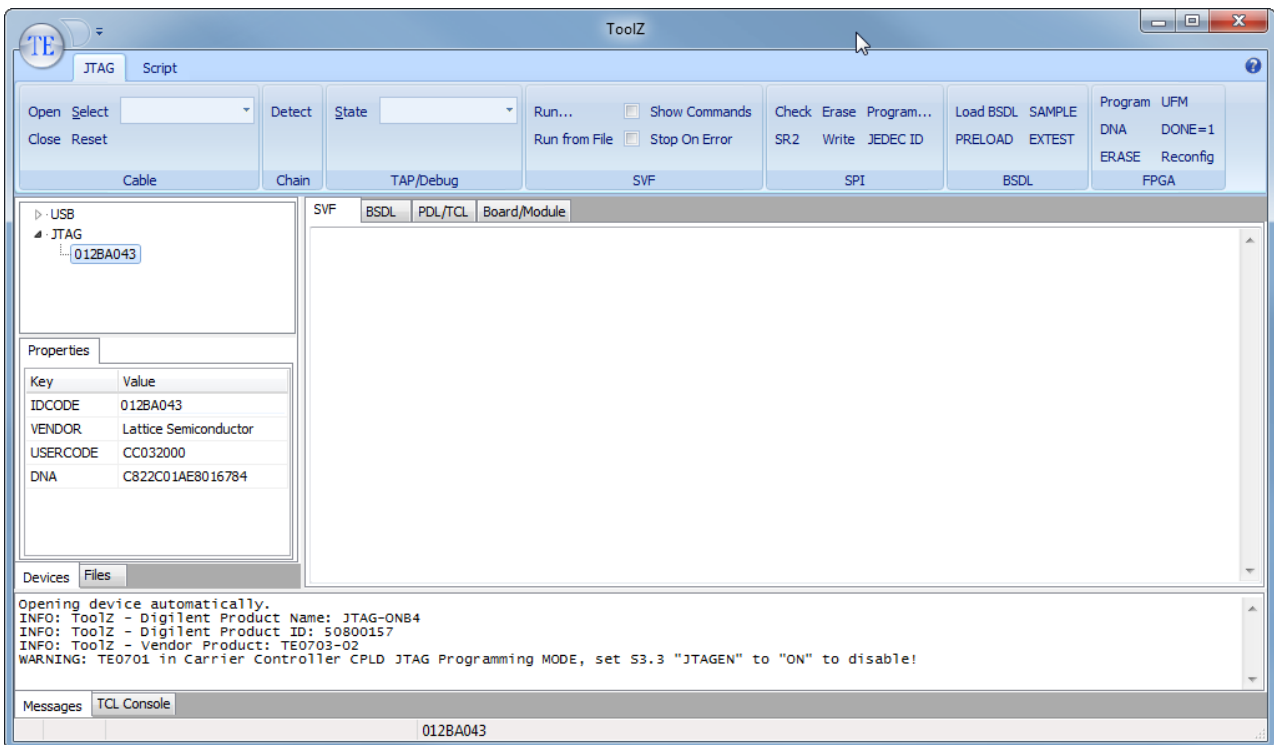 ToolZ
TE
JTAG Script
Open Select Detect State Run... Show Commands Check Erase Program... Load BSDL SAMPLE Program UFM
Close Reset Run from File Stop On Error SR2 Write JEDEC ID PRELOAD EXTEST DNA DONE=1
ERASE Reconfig
Cable Chain TAP/Debug SVF SPI BSDL FPGA
USB
JTAG
012BA043
SVF BSDL PDL/TCL Board/Module
Properties
Key Value
IDCODE 012BA043
VENDOR Lattice Semiconductor
USERCODE CC032000
DNA C822C01AE8016784
Devices Files
Opening device automatically.
INFO: ToolZ - Digilent Product Name: JTAG-ONB4
INFO: ToolZ - Digilent Product ID: 50800157
INFO: ToolZ - Vendor Product: TE0703-02
WARNING: TE0701 in Carrier Controller CPLD JTAG Programming MODE, set S3.3 "JTAGEN" to "ON" to disable!
Messages TCL Console
012BA043